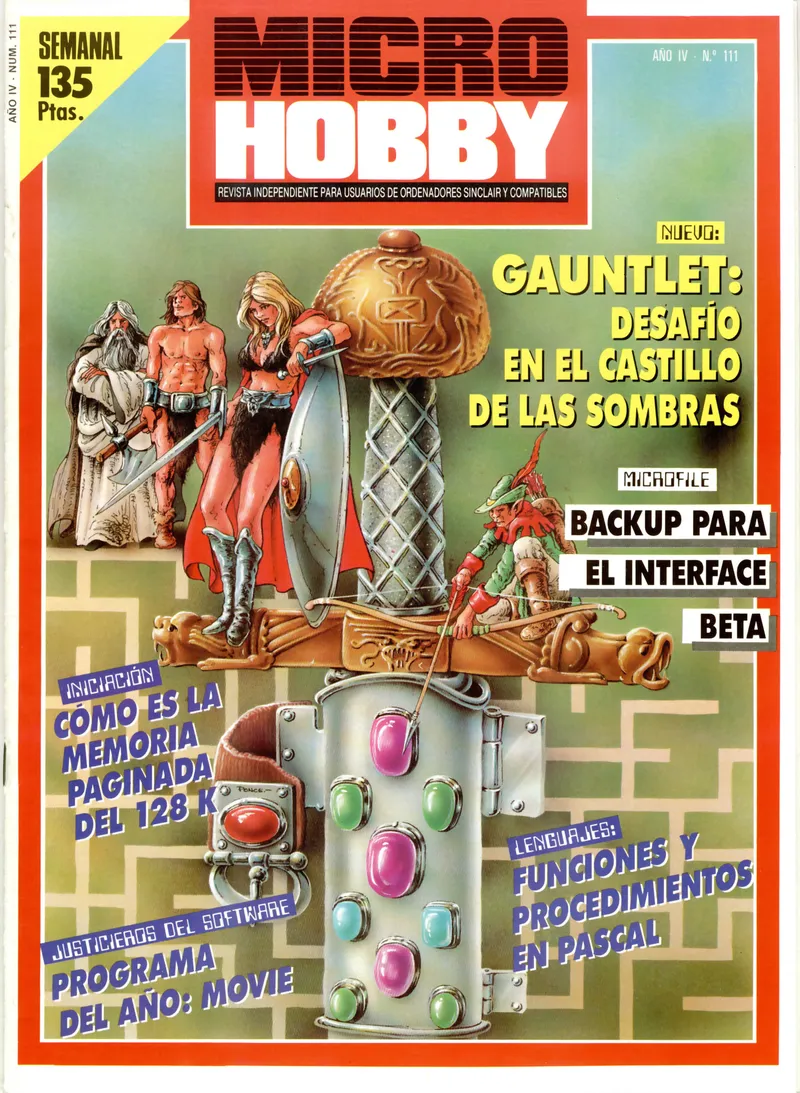 AÑO IV - NUM. 111
SEMANAL
135
Ptas.
MICRO
HOBBY
REVISTA INDEPENDIENTE PARA USUARIOS DE ORDENADORES SINCLAIR Y COMPATIBLES
AÑO IV - N.º 111
NUEVO:
GAUNTLET:
DESAFÍO
EN EL CASTILLO
DE LAS SOMBRAS
MICROFILE
BACKUP PARA
EL INTERFACE
BETA
INICIACIÓN
CÓMO ES LA
MEMORIA
PAGINADA
DEL 128 K
PONCE.-
LENGUAJES:
FUNCIONES Y
PROCEDIMIENTOS
EN PASCAL
JUSTICIEROS DEL SOFTWARE
PROGRAMA
DEL AÑO: MOVIE